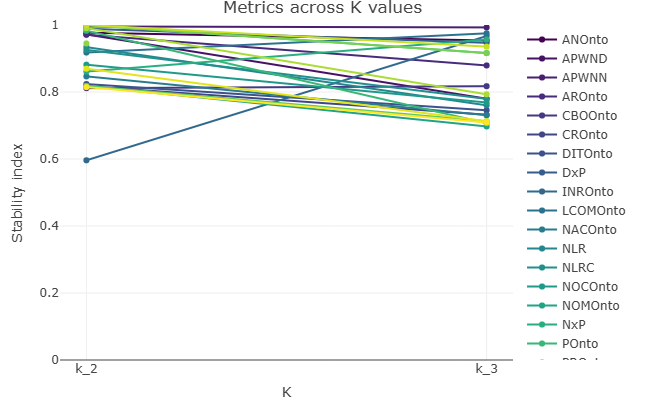 Metrics across K values
1
0.8
0.6
0.4
0.2
0
Stability index
k_2
k_3
K
ANOnto
APWND
APWNN
AROnto
CBOOnto
CROnto
DITOnto
DxP
INROnto
LCOMOnto
NACOnto
NLR
NLRC
NOCOnto
NOMOnto
NxP
POnto